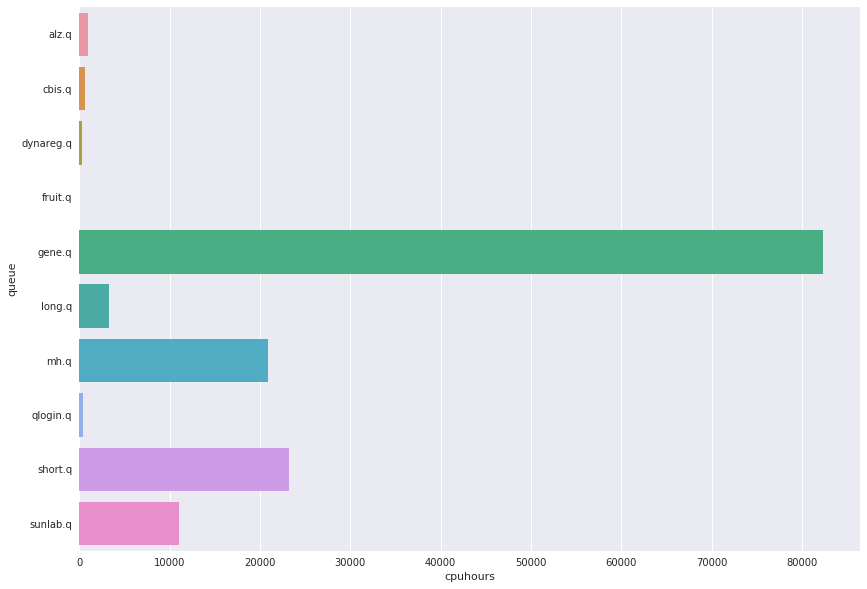 alz.q
cbis.q
dynareg.q
fruit.q
gene.q
long.q
mh.q
qlogin.q
short.q
sunlab.q
queue
0 10000 20000 30000 40000 50000 60000 70000 80000
cpuhours